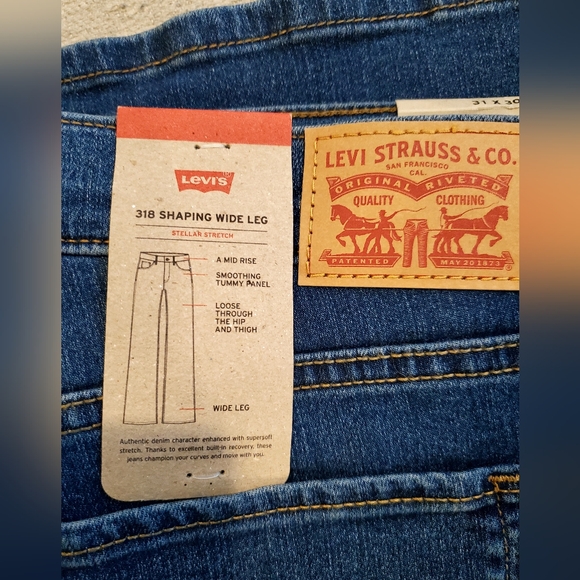 31 X 30
Levi's
318 SHAPING WIDE LEG
STELLAR STRETCH
A MID RISE
SMOOTHING
TUMMY PANEL
LOOSE
THROUGH
THE HIP
AND THIGH
WIDE LEG
Authentic denim character enhanced with supersoft
stretch. Thanks to excellent built-in recovery, these
jeans champion your curves and move with you.
LEVI STRAUSS & CO.
SAN FRANCISCO
CAL.
ORIGINAL RIVETED
QUALITY CLOTHING
PATENTED MAY 20 1873